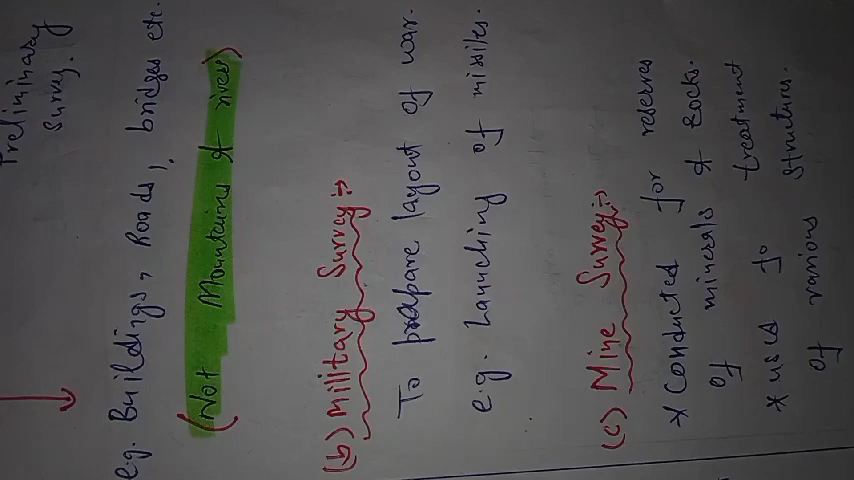 Preliminary
Survey.
e.g. Buildings, Roads, bridges etc.
(Not Mountains & rivers)
(b) Military Survey :→
To prepare layout of war.
e.g. Launching of missiles.
(c) Mine Survey :→
* Conducted for reserves
of minerals & rocks.
* used to treatment
of various structures.